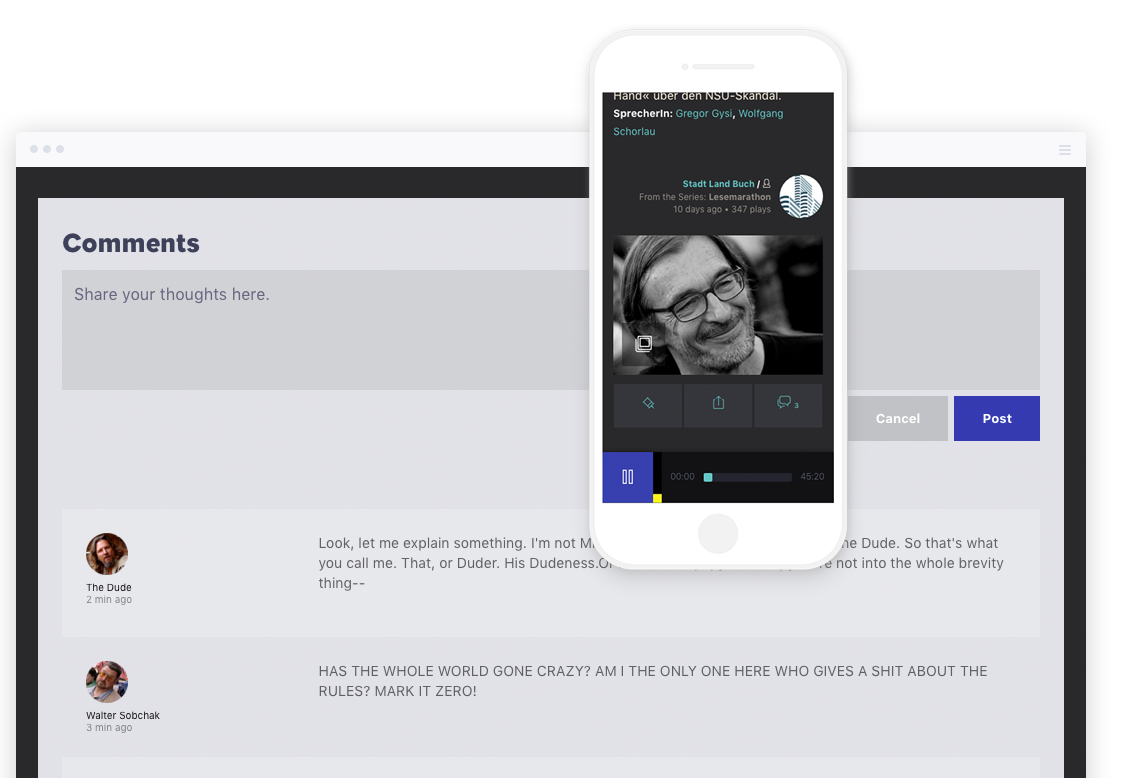 Hand« über den NSU-Skandal.
SprecherIn: Gregor Gysi, Wolfgang
Schorlau
Stadt Land Buch /
From the Series: Lesemarathon
10 days ago • 347 plays
3
00:00
45:20
Comments
Share your thoughts here.
Cancel
Post
The Dude
2 min ago
Look, let me explain something. I'm not M he Dude. So that's what
you call me. That, or Duder. His Dudeness. not into the whole brevity
thing--
Walter Sobchak
3 min ago
HAS THE WHOLE WORLD GONE CRAZY? AM I THE ONLY ONE HERE WHO GIVES A SHIT ABOUT THE
RULES? MARK IT ZERO!